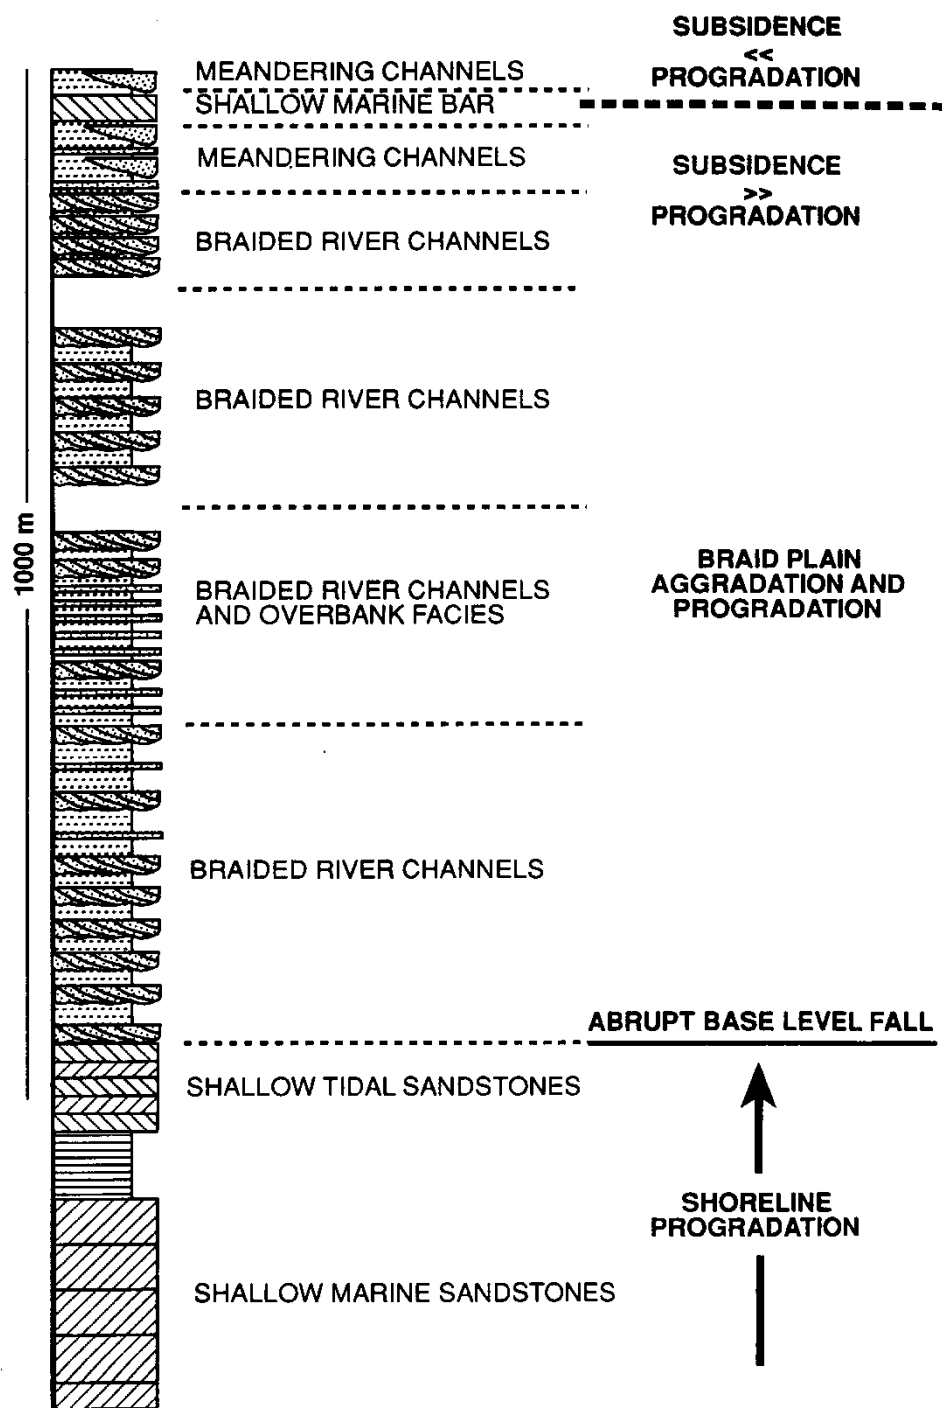 SUBSIDENCE
<<
PROGRADATION
MEANDERING CHANNELS
SHALLOW MARINE BAR
MEANDERING CHANNELS
SUBSIDENCE
>>
PROGRADATION
BRAIDED RIVER CHANNELS
BRAIDED RIVER CHANNELS
1000 m
BRAIDED RIVER CHANNELS
AND OVERBANK FACIES
BRAID PLAIN
AGGRADATION AND
PROGRADATION
BRAIDED RIVER CHANNELS
ABRUPT BASE LEVEL FALL
SHALLOW TIDAL SANDSTONES
SHORELINE
PROGRADATION
SHALLOW MARINE SANDSTONES